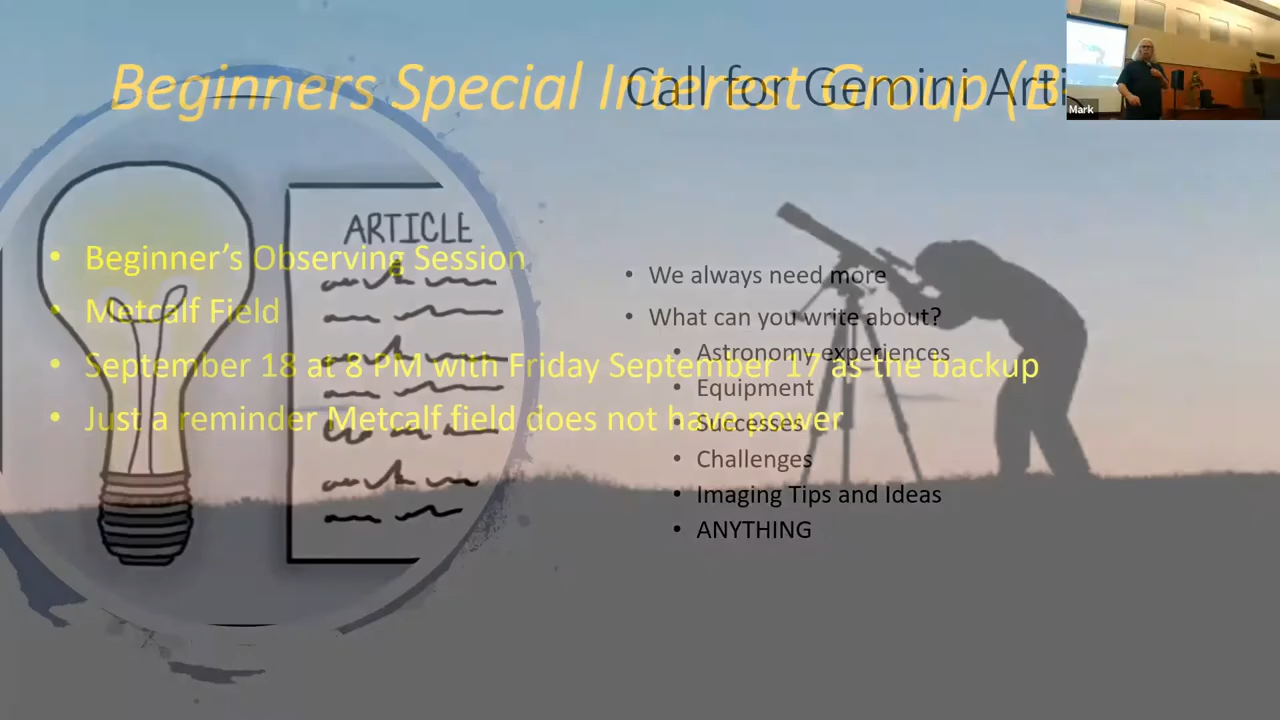 Beginners Special Interest Group (B
Call for Gemini Arti
Mark
ARTICLE
• Beginner’s Observing Session
• Metcalf Field
• September 18 at 8 PM with Friday September 17 as the backup
• Just a reminder Metcalf field does not have power
• We always need more
• What can you write about?
• Astronomy experiences
• Equipment
• Successes
• Challenges
• Imaging Tips and Ideas
• ANYTHING